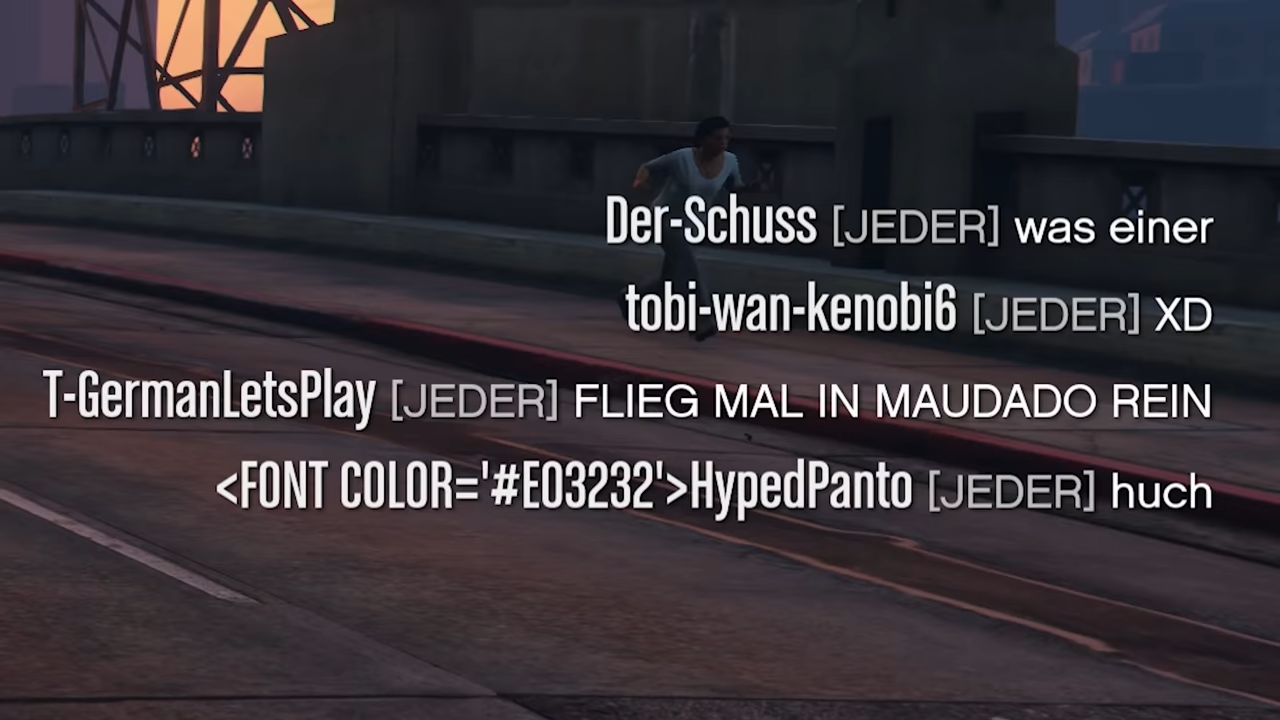 Der-Schuss [JEDER] was einer
tobi-wan-kenobi6 [JEDER] XD
T-GermanLetsPlay [JEDER] FLIEG MAL IN MAUDADO REIN
<FONT COLOR='#E03232'>HypedPanto [JEDER] huch